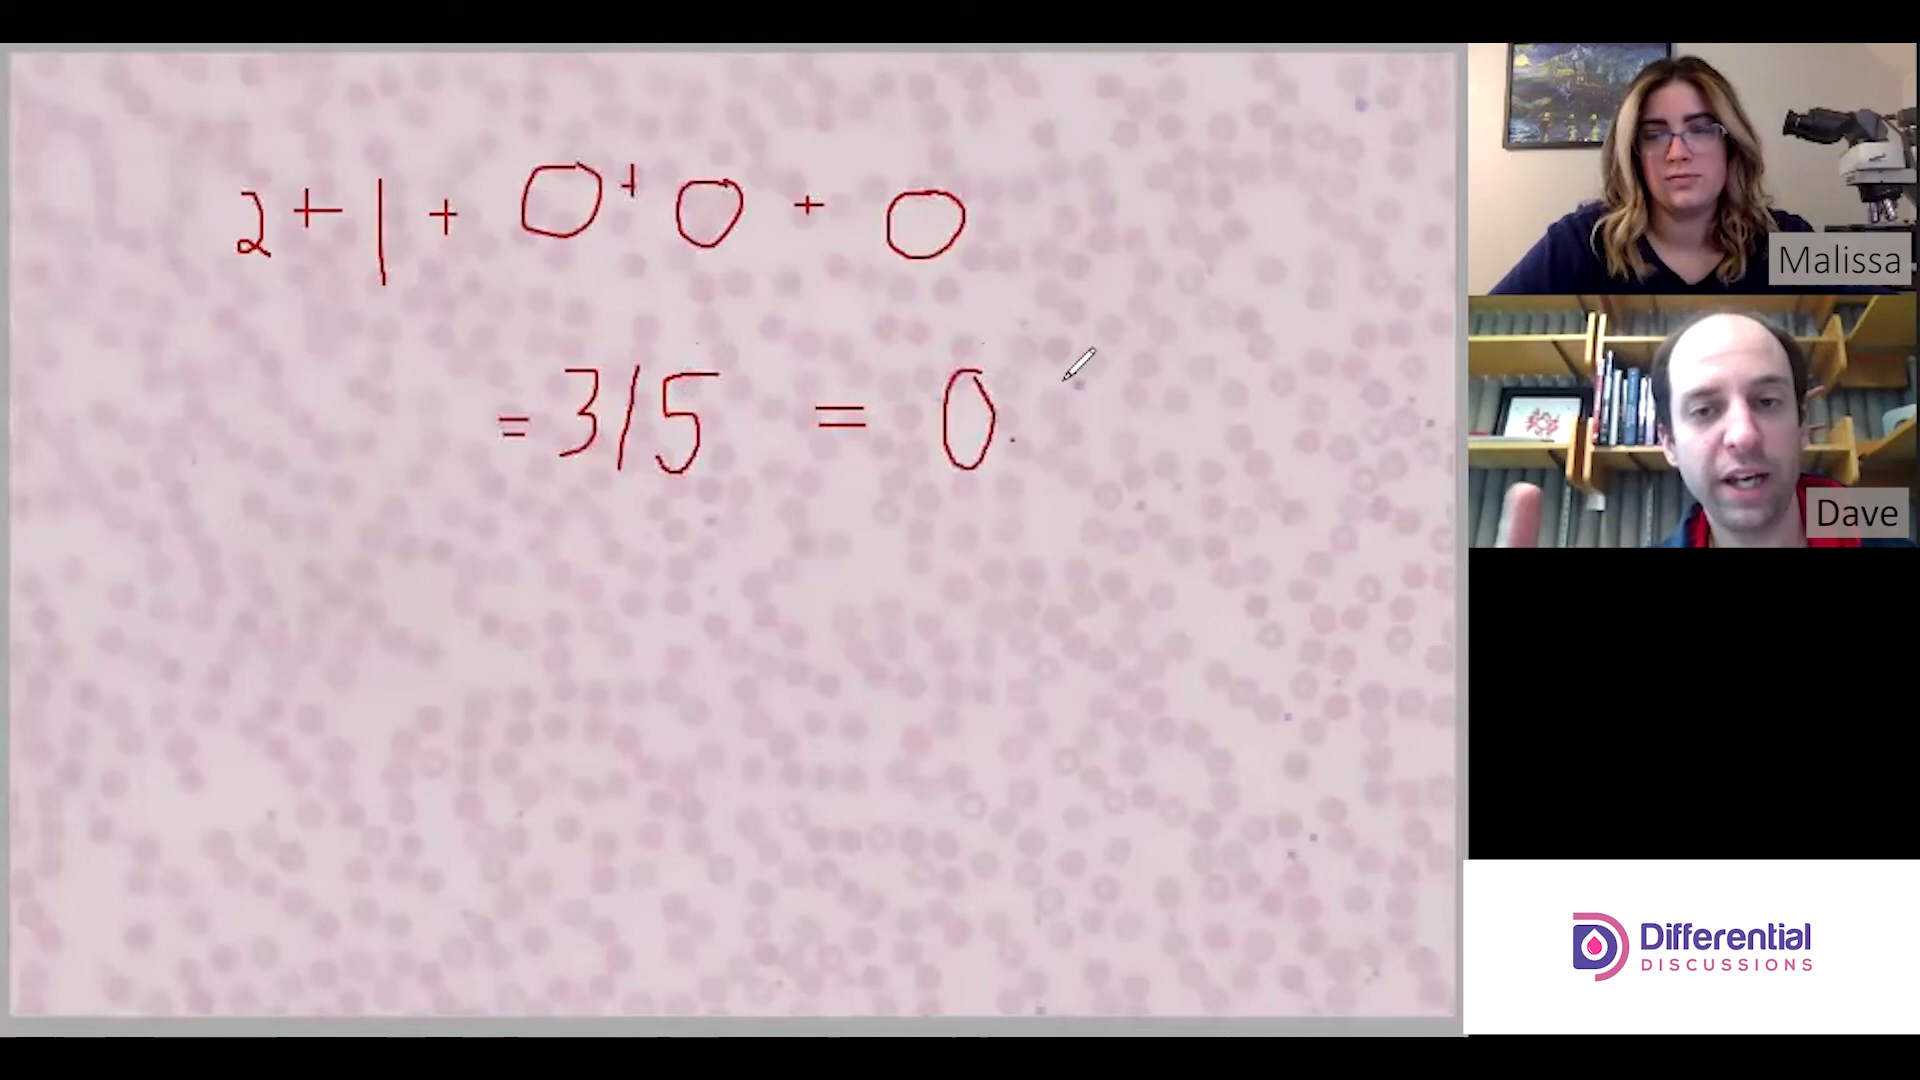 2 + 1 + 0 + 0 + 0
= 3/5 = 0.
Malissa
Dave
Differential
DISCUSSIONS